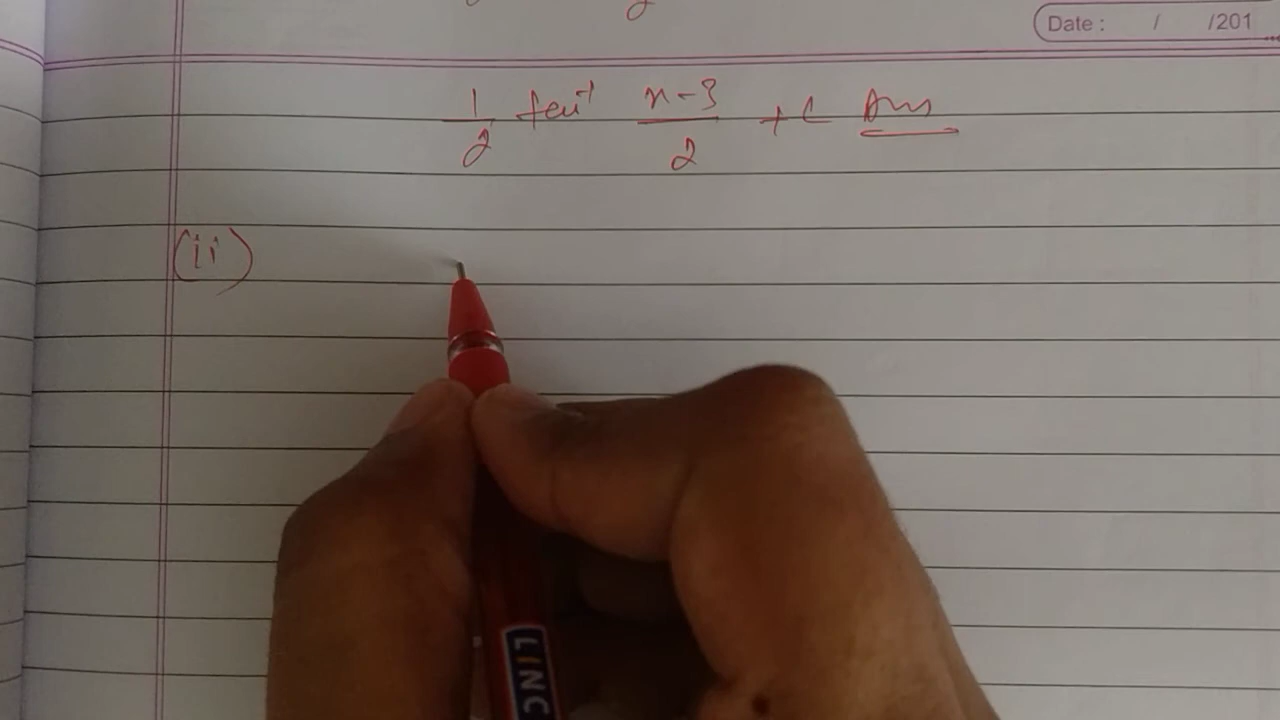 Date : / /201
1/2 tan⁻¹ x-3/2 + C Ans
(ii)
LINC